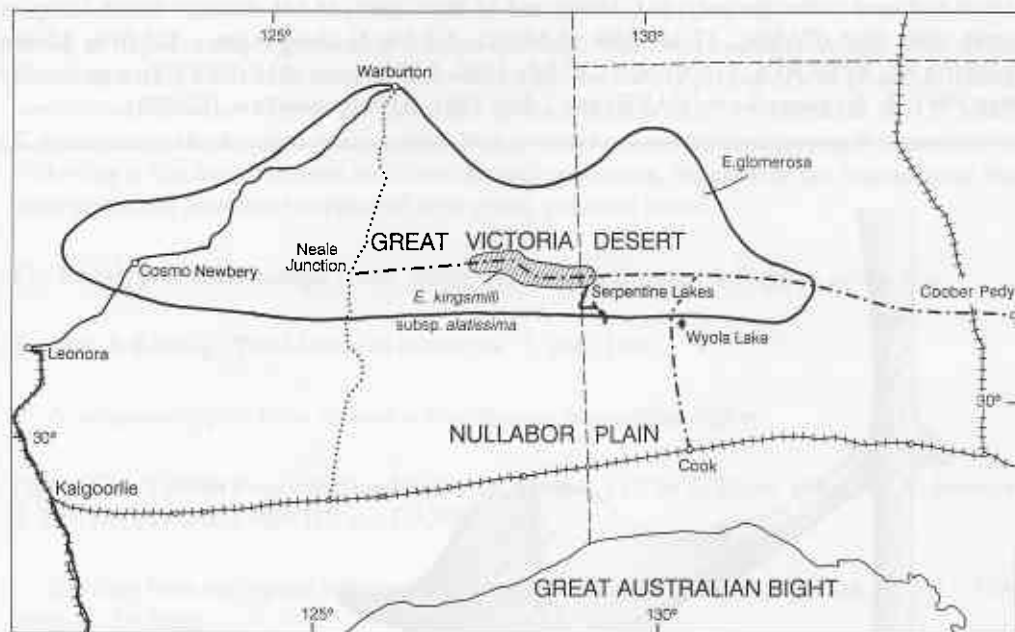 125°
130°
Warburton
E.glomerosa
Neale
Junction
GREAT VICTORIA DESERT
Cosmo Newbery
E. kingsmilli
subsp. alatissima
Serpentine Lakes
Coober Pedy
Wyola Lake
Leonora
30°
30°
NULLABOR PLAIN
Cook
Kalgoorlie
GREAT AUSTRALIAN BIGHT
125°
130°